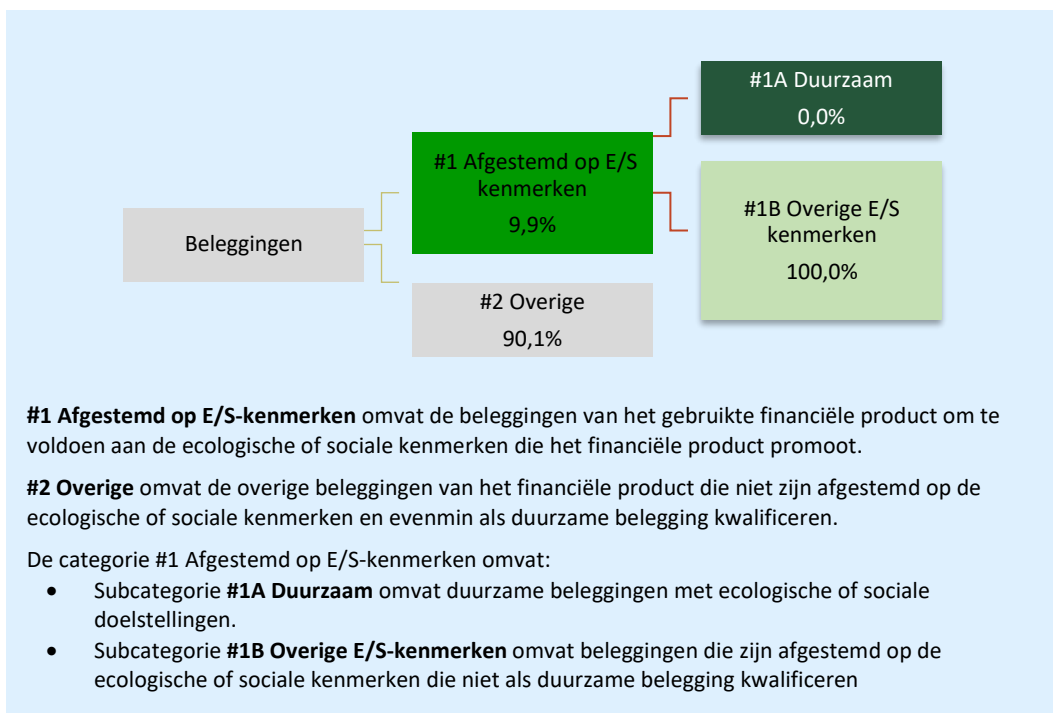 #1A Duurzaam
0,0%
#1 Afgestemd op E/S
kenmerken
9,9%
#1B Overige E/S
kenmerken
100,0%
Beleggingen
#2 Overige
90,1%
#1 Afgestemd op E/S-kenmerken omvat de beleggingen van het gebruikte financiële product om te
voldoen aan de ecologische of sociale kenmerken die het financiële product promoot.
#2 Overige omvat de overige beleggingen van het financiële product die niet zijn afgestemd op de
ecologische of sociale kenmerken en evenmin als duurzame belegging kwalificeren.
De categorie #1 Afgestemd op E/S-kenmerken omvat:
• Subcategorie #1A Duurzaam omvat duurzame beleggingen met ecologische of sociale
doelstellingen.
• Subcategorie #1B Overige E/S-kenmerken omvat beleggingen die zijn afgestemd op de
ecologische of sociale kenmerken die niet als duurzame belegging kwalificeren